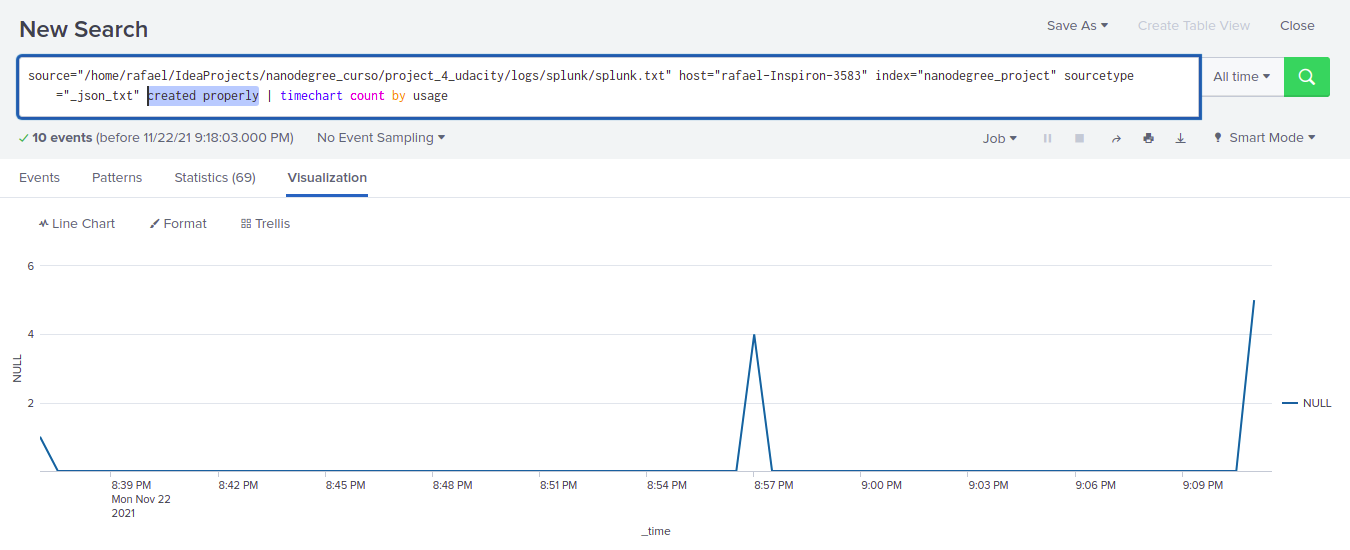 New Search
Save As Create Table View Close
source="/home/rafael/IdeaProjects/nanodegree_curso/project_4_udacity/logs/splunk/splunk.txt" host="rafael-Inspiron-3583" index="nanodegree_project" sourcetype
="_json_txt" created properly | timechart count by usage
All time
10 events (before 11/22/21 9:18:03.000 PM) No Event Sampling Job Smart Mode
Events Patterns Statistics (69) Visualization
Line Chart Format Trellis
6
4
2
NULL
NULL
8:39 PM 8:42 PM 8:45 PM 8:48 PM 8:51 PM 8:54 PM 8:57 PM 9:00 PM 9:03 PM 9:06 PM 9:09 PM
Mon Nov 22
2021
_time